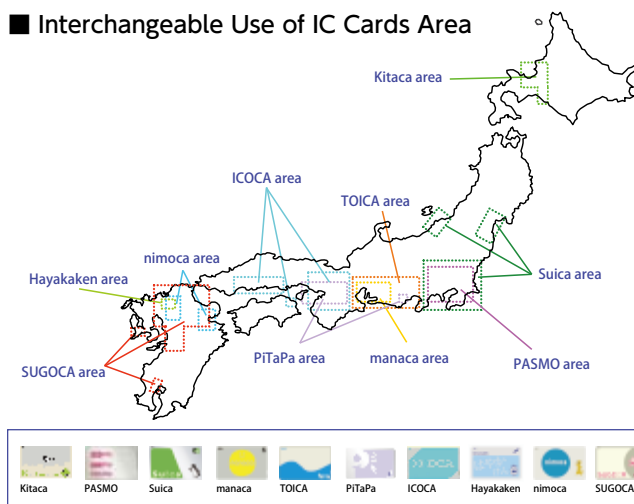 ■ Interchangeable Use of IC Cards Area
Kitaca area
ICOCA area
TOICA area
nimoca area
Hayakaken area
Suica area
PiTaPa area
manaca area
PASMO area
SUGOCA area
Kitaca PASMO Suica manaca TOICA PiTaPa ICOCA Hayakaken nimoca SUGOCA